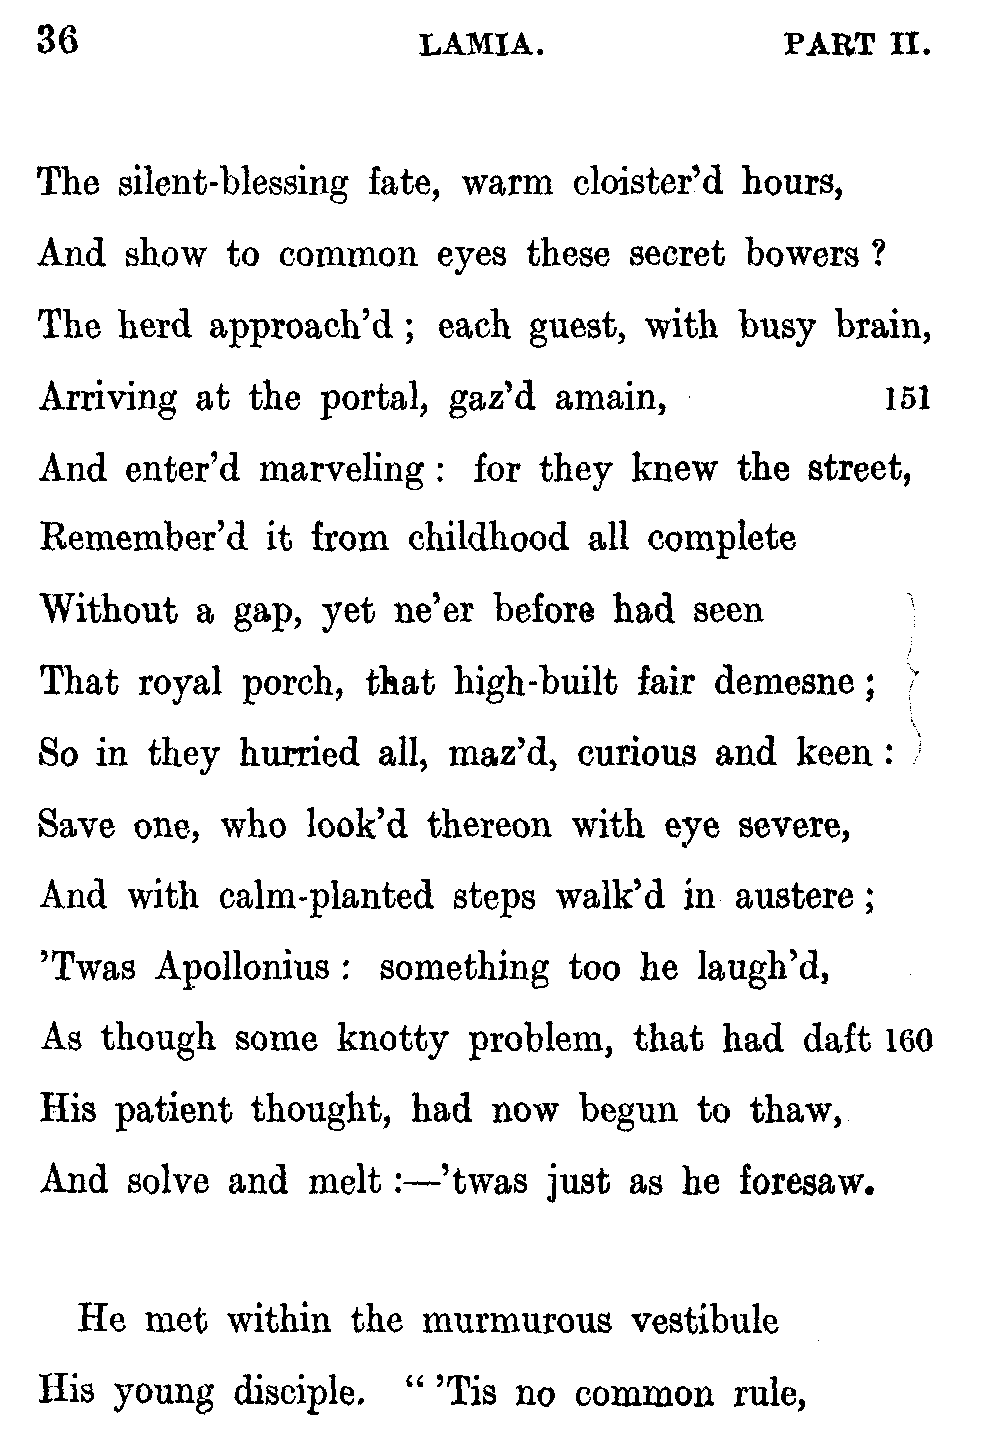 36 LAMIA. PART II.
The silent-blessing fate, warm cloister'd hours,
And show to common eyes these secret bowers ?
The herd approach'd ; each guest, with busy brain,
Arriving at the portal, gaz'd amain, 151
And enter'd marveling : for they knew the street,
Remember'd it from childhood all complete
Without a gap, yet ne'er before had seen
That royal porch, that high-built fair demesne ;
So in they hurried all, maz'd, curious and keen :
Save one, who look'd thereon with eye severe,
And with calm-planted steps walk'd in austere ;
'Twas Apollonius : something too he laugh'd,
As though some knotty problem, that had daft 160
His patient thought, had now begun to thaw,
And solve and melt :—'twas just as he foresaw.
He met within the murmurous vestibule
His young disciple. " 'Tis no common rule,